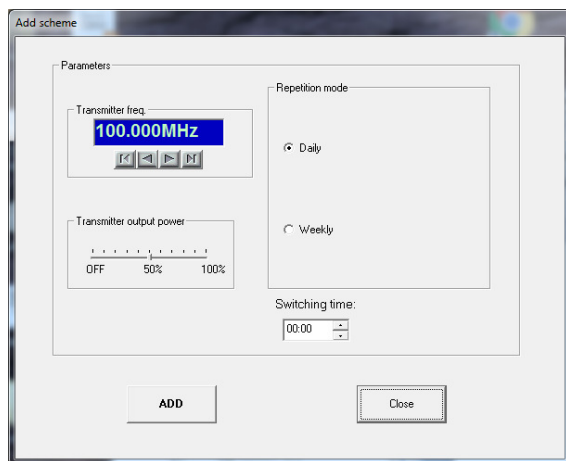 Add scheme
Parameters
Transmitter freq.
100.000MHz
Transmitter output power
OFF 50% 100%
Repetition mode
Daily
Weekly
Switching time:
00:00
ADD
Close